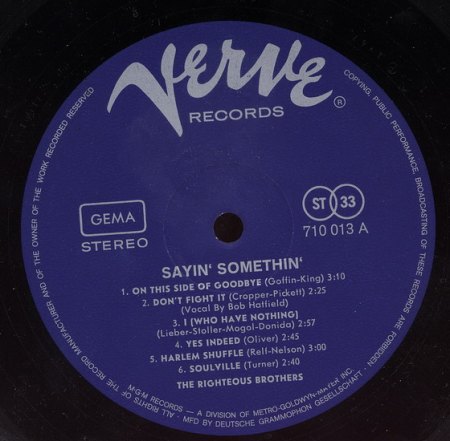 Verve
RECORDS
®
GEMA
STEREO
ST 33
710 013 A
SAYIN' SOMETHIN'
1. ON THIS SIDE OF GOODBYE (Goffin-King) 3:10
2. DON'T FIGHT IT (Cropper-Pickett) 2:25
(Vocal By Bob Hatfield)
3. I (WHO HAVE NOTHING)
(Lieber-Stoller-Mogol-Donida) 2:57
4. YES INDEED (Oliver) 2:45
5. HARLEM SHUFFLE (Relf-Nelson) 3:00
6. SOULVILLE (Turner) 2:40
THE RIGHTEOUS BROTHERS
M-G-M RECORDS — A DIVISION OF METRO-GOLDWYN-MAYER INC.
- MFD BY DEUTSCHE GRAMMOPHON GESELLSCHAFT -
ALL RIGHTS OF THE RECORD MANUFACTURER AND OF THE OWNER OF THE WORK RECORDED RESERVED
COPYING, PUBLIC PERFORMANCE, BROADCASTING OF THESE RECORDS ARE FORBIDDEN